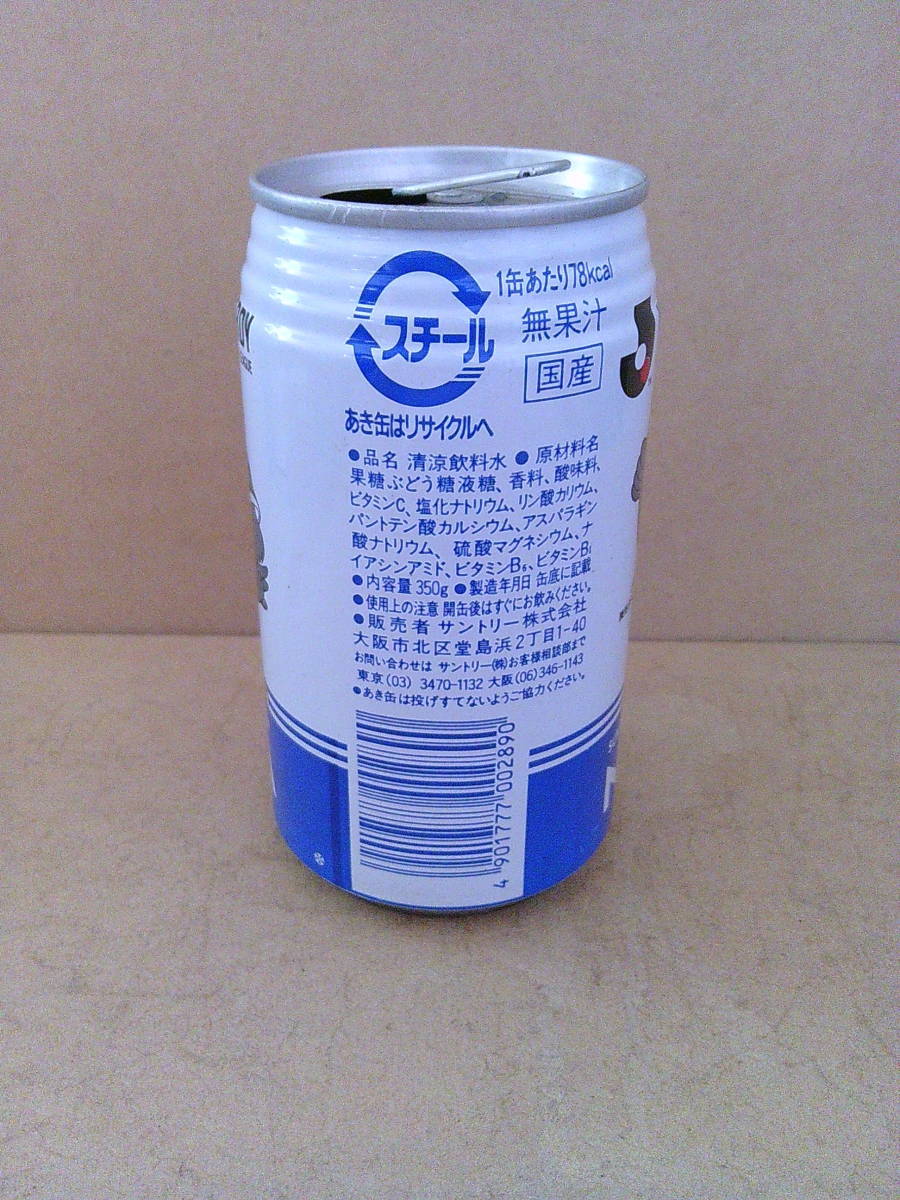 1缶あたり78kcal
スチール
無果汁
国産
あき缶はリサイクルへ
●品名 清涼飲料水 ●原材料名
果糖ぶどう糖液糖、香料、酸味料、
ビタミンC、塩化ナトリウム、リン酸カリウム、
パントテン酸カルシウム、アスパラギン
酸ナトリウム、硫酸マグネシウム、ナ
イアシンアミド、ビタミンB₆、ビタミンB₁
●内容量 350g ●製造年月日 缶底に記載
●使用上の注意 開缶後はすぐにお飲みください。
●販売者 サントリー株式会社
大阪市北区堂島浜2丁目1-40
お問い合わせは サントリー㈱お客様相談部まで
東京(03) 3470-1132 大阪(06)346-1143
●あき缶は投げすてないようご協力ください。
4 901777 002890
J